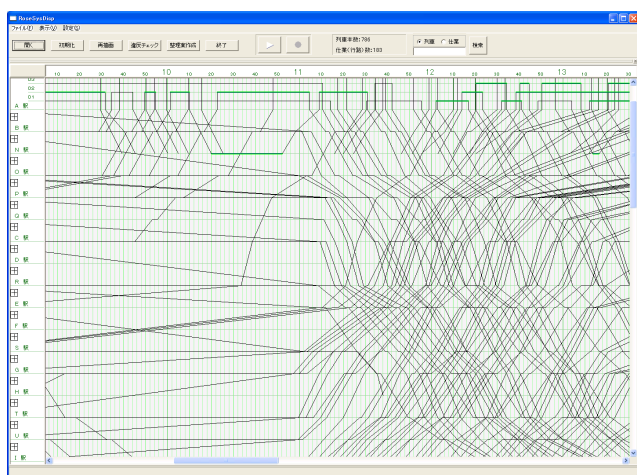 RoseSysDisp
ファイル(F) 表示(V) 設定(S)
開く 初期化 再描画 違反チェック 整理案作成 終了
列車本数:786
仕業(行路)数:103
列車 仕業
検索
10 20 30 40 50 10 10 20 30 40 50 11 10 20 30 40 50 12 10 20 30 40 50 13 10 20 30
D3
D2
D1
A 駅
B 駅
N 駅
O 駅
P 駅
Q 駅
C 駅
D 駅
R 駅
E 駅
F 駅
S 駅
G 駅
H 駅
T 駅
U 駅
I 駅